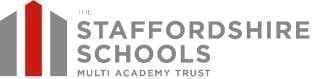 THE
STAFFORDSHIRE
SCHOOLS
MULTI ACADEMY TRUST